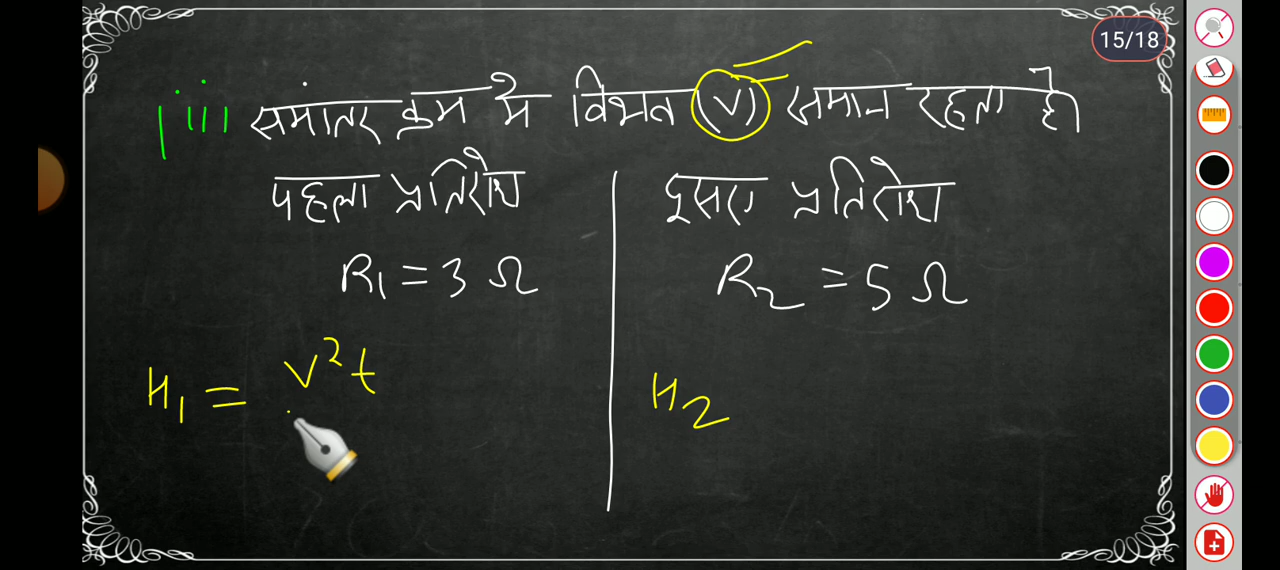 15/18
iii समांतर क्रम मे विभत (V) समान रहता है।
पहला प्रतिरोध
दूसरा प्रतिरोध
R₁ = 3 Ω
R₂ = 5 Ω
H₁ = V²t
H₂